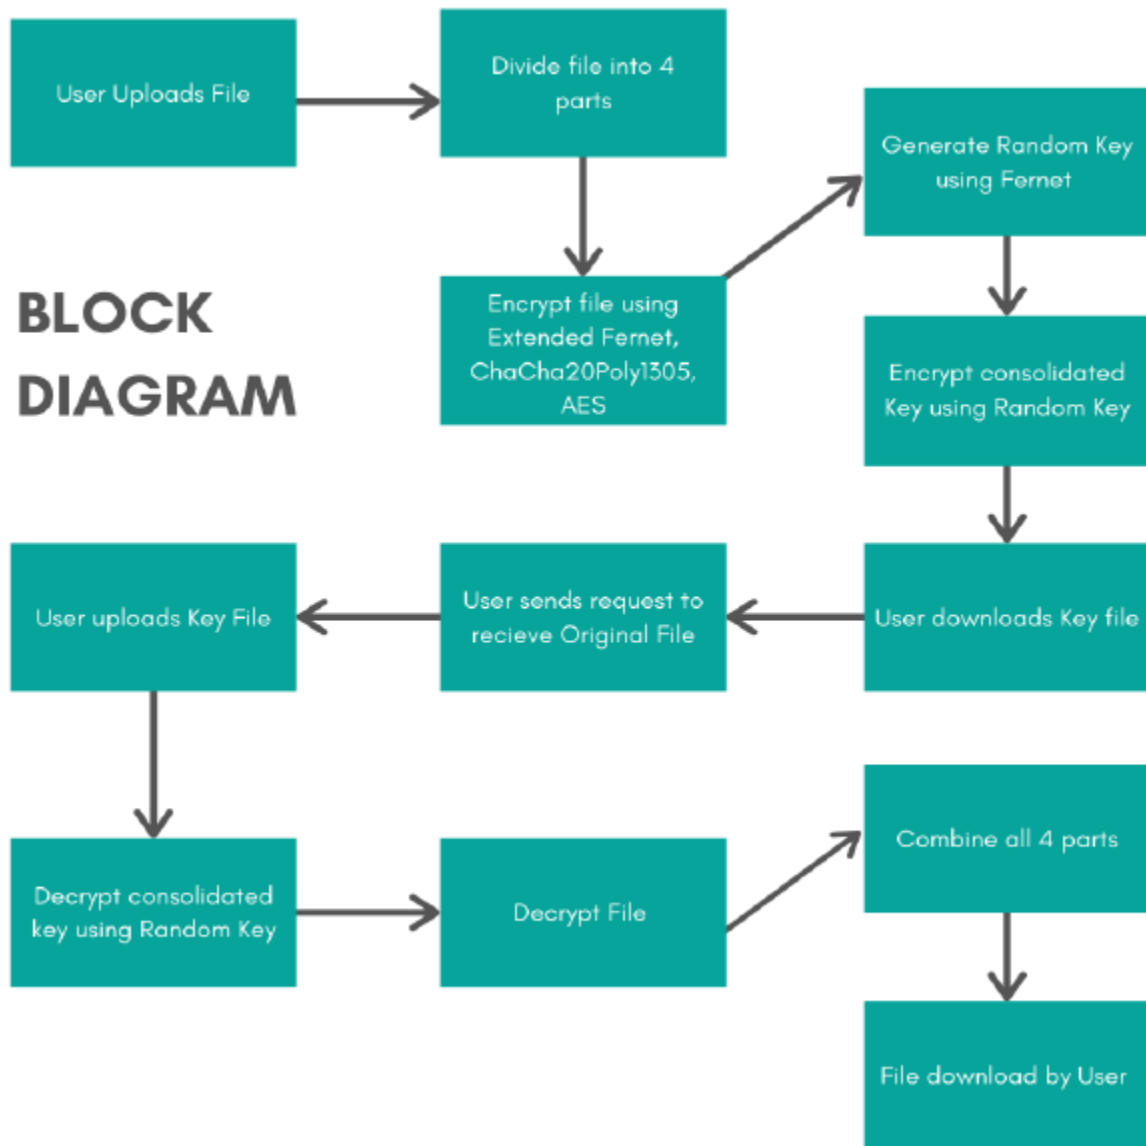 User Uploads File
Divide file into 4
parts
Generate Random Key
using Fernet
BLOCK
DIAGRAM
Encrypt file using
Extended Fernet,
ChaCha20Poly1305,
AES
Encrypt consolidated
Key using Random Key
User uploads Key File
User sends request to
recieve Original File
User downloads Key file
Decrypt consolidated
key using Random Key
Decrypt File
Combine all 4 parts
File download by User